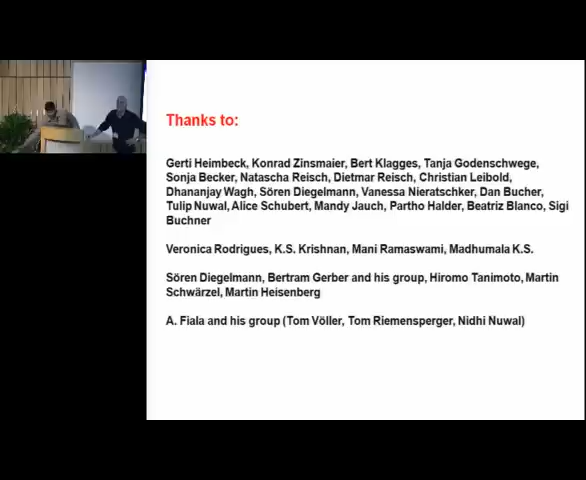 Thanks to:
Gerti Heimbeck, Konrad Zinsmaier, Bert Klagges, Tanja Godenschwege,
Sonja Becker, Natascha Reisch, Dietmar Reisch, Christian Leibold,
Dhananjay Wagh, Sören Diegelmann, Vanessa Nieratschker, Dan Bucher,
Tulip Nuwal, Alice Schubert, Mandy Jauch, Partho Halder, Beatriz Blanco, Sigi
Buchner
Veronica Rodrigues, K.S. Krishnan, Mani Ramaswami, Madhumala K.S.
Sören Diegelmann, Bertram Gerber and his group, Hiromo Tanimoto, Martin
Schwärzel, Martin Heisenberg
A. Fiala and his group (Tom Völler, Tom Riemensperger, Nidhi Nuwal)